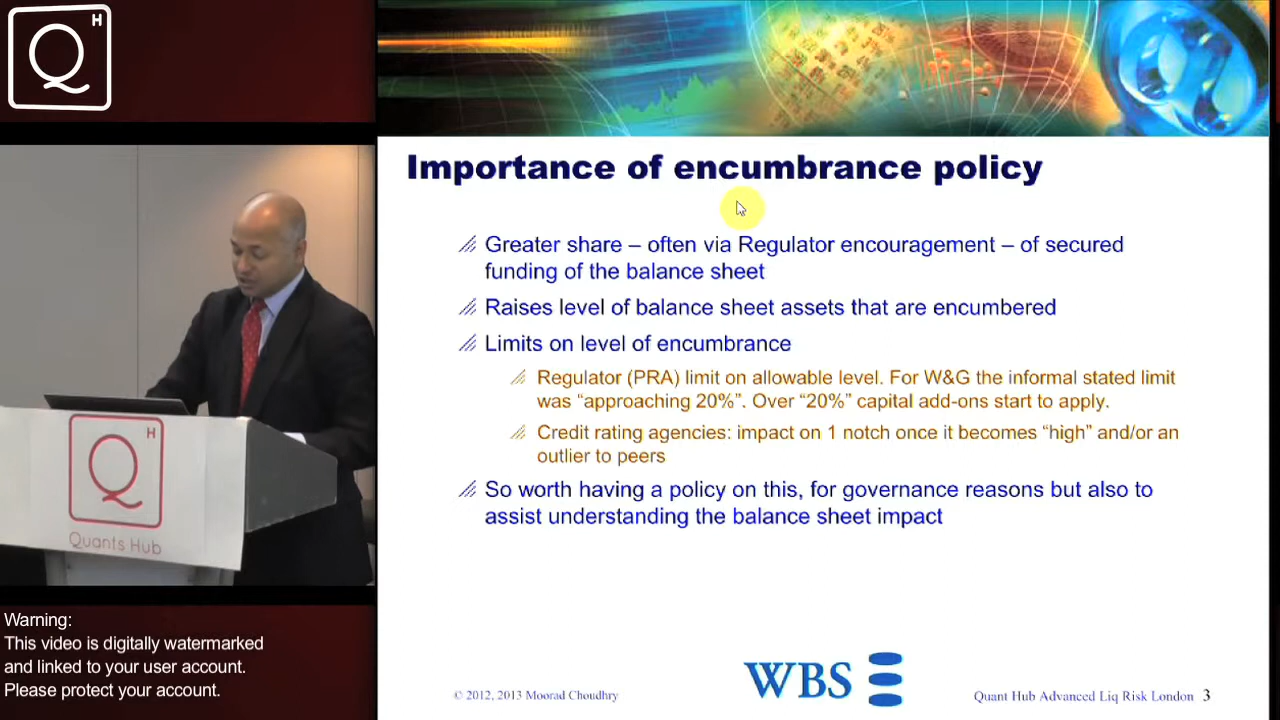 Q H
Importance of encumbrance policy
Greater share – often via Regulator encouragement – of secured
funding of the balance sheet
Raises level of balance sheet assets that are encumbered
Limits on level of encumbrance
Regulator (PRA) limit on allowable level. For W&G the informal stated limit
was “approaching 20%”. Over “20%” capital add-ons start to apply.
Credit rating agencies: impact on 1 notch once it becomes “high” and/or an
outlier to peers
So worth having a policy on this, for governance reasons but also to
assist understanding the balance sheet impact
Q H
Quants Hub
Warning:
This video is digitally watermarked
and linked to your user account.
Please protect your account.
© 2012, 2013 Moorad Choudhry
WBS
Quant Hub Advanced Liq Risk London 3